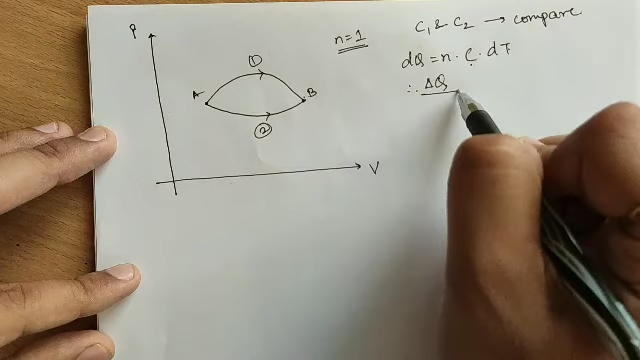 C₁ & C₂ → compare
P
n=1
①
dQ = n · C · dT
A
B
∴ ΔQ
②
V